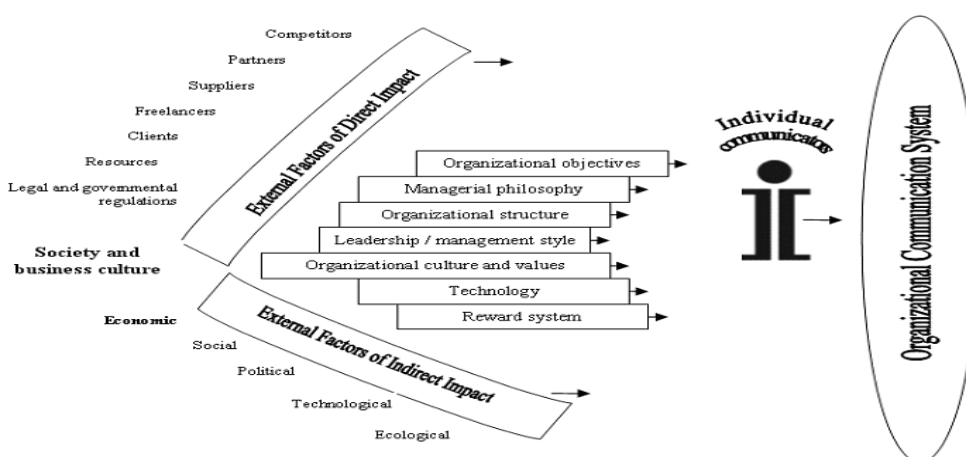 Competitors
Partners
Suppliers
Freelancers
Clients
Resources
Legal and governmental
regulations
External Factors of Direct Impact
Society and
business culture
Economic
Social
Political
Technological
Ecological
External Factors of Indirect Impact
Organizational objectives
Managerial philosophy
Organizational structure
Leadership / management style
Organizational culture and values
Technology
Reward system
Individual
communicators
Organizational Communication System